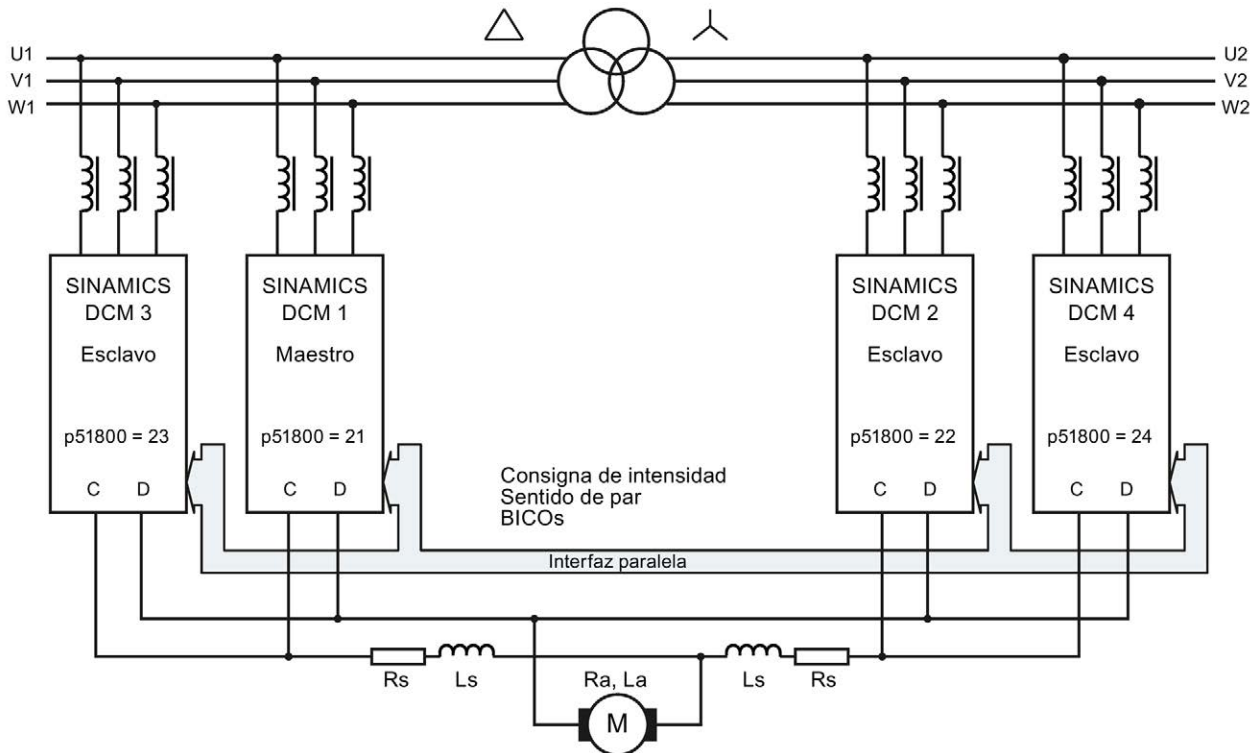 U1
V1
W1
U2
V2
W2
SINAMICS
DCM 3
Esclavo
p51800 = 23
C D
SINAMICS
DCM 1
Maestro
p51800 = 21
C D
SINAMICS
DCM 2
Esclavo
p51800 = 22
C D
SINAMICS
DCM 4
Esclavo
p51800 = 24
C D
Consigna de intensidad
Sentido de par
BICOs
Interfaz paralela
Rs Ls Ra, La Ls Rs
M